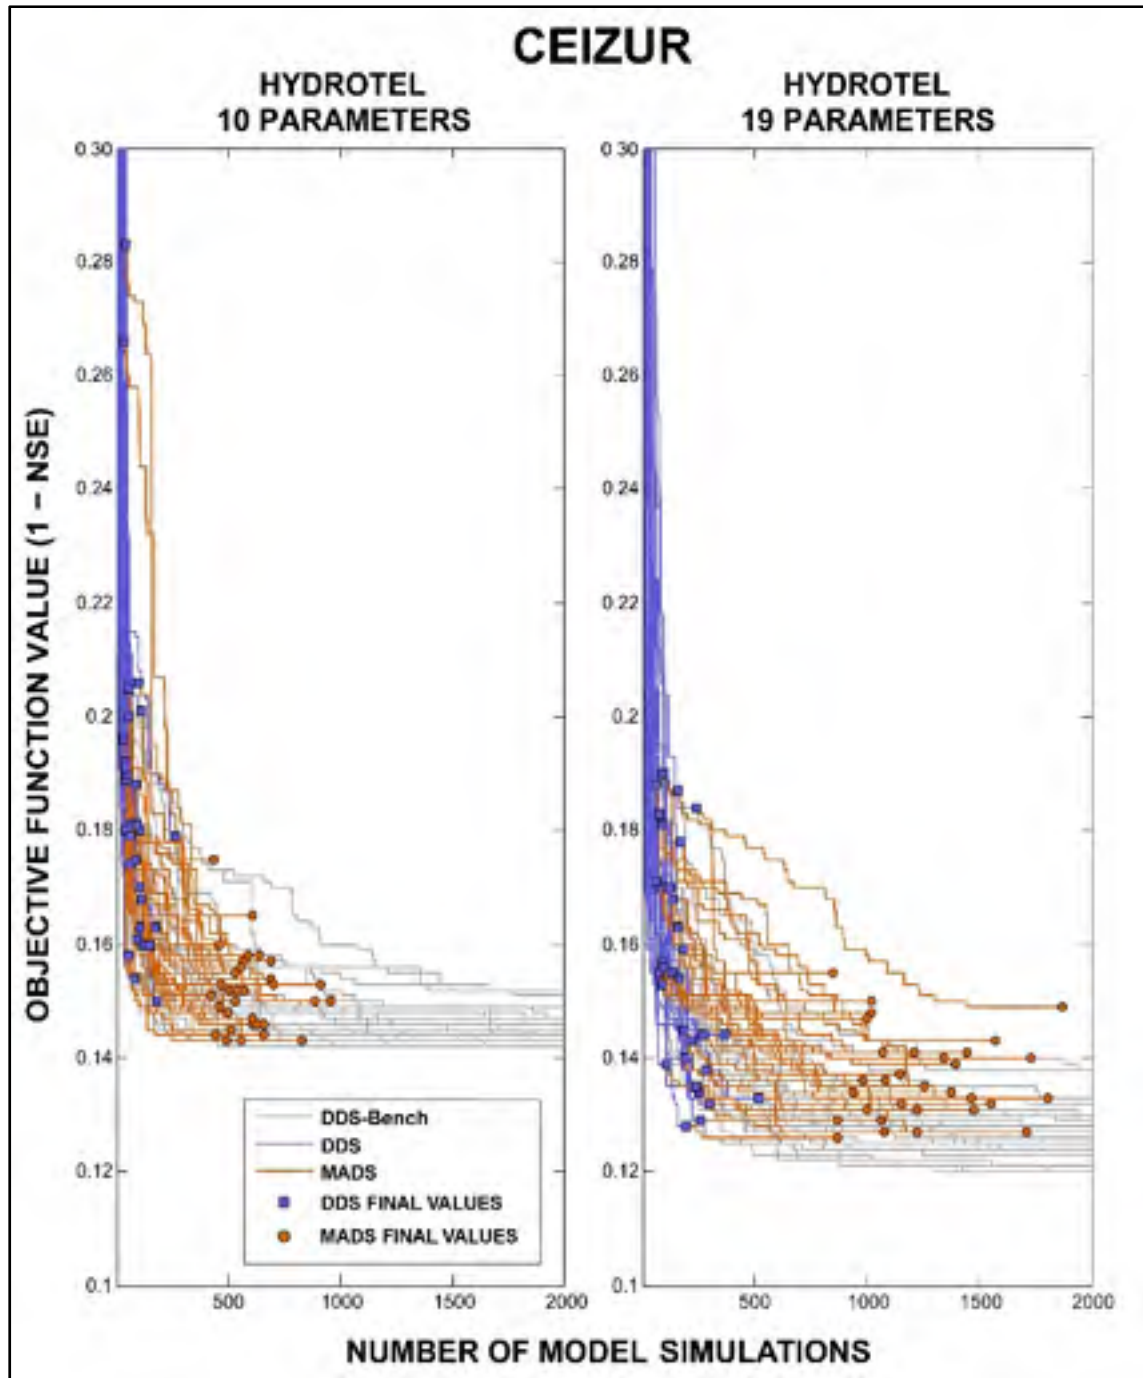 CEIZUR
HYDROTEL
10 PARAMETERS
HYDROTEL
19 PARAMETERS
OBJECTIVE FUNCTION VALUE (1 – NSE)
0.30
0.28
0.26
0.24
0.22
0.2
0.18
0.16
0.14
0.12
0.1
500
1000
1500
2000
DDS-Bench
DDS
MADS
DDS FINAL VALUES
MADS FINAL VALUES
0.30
0.28
0.26
0.24
0.22
0.2
0.18
0.16
0.14
0.12
0.1
500
1000
1500
2000
NUMBER OF MODEL SIMULATIONS